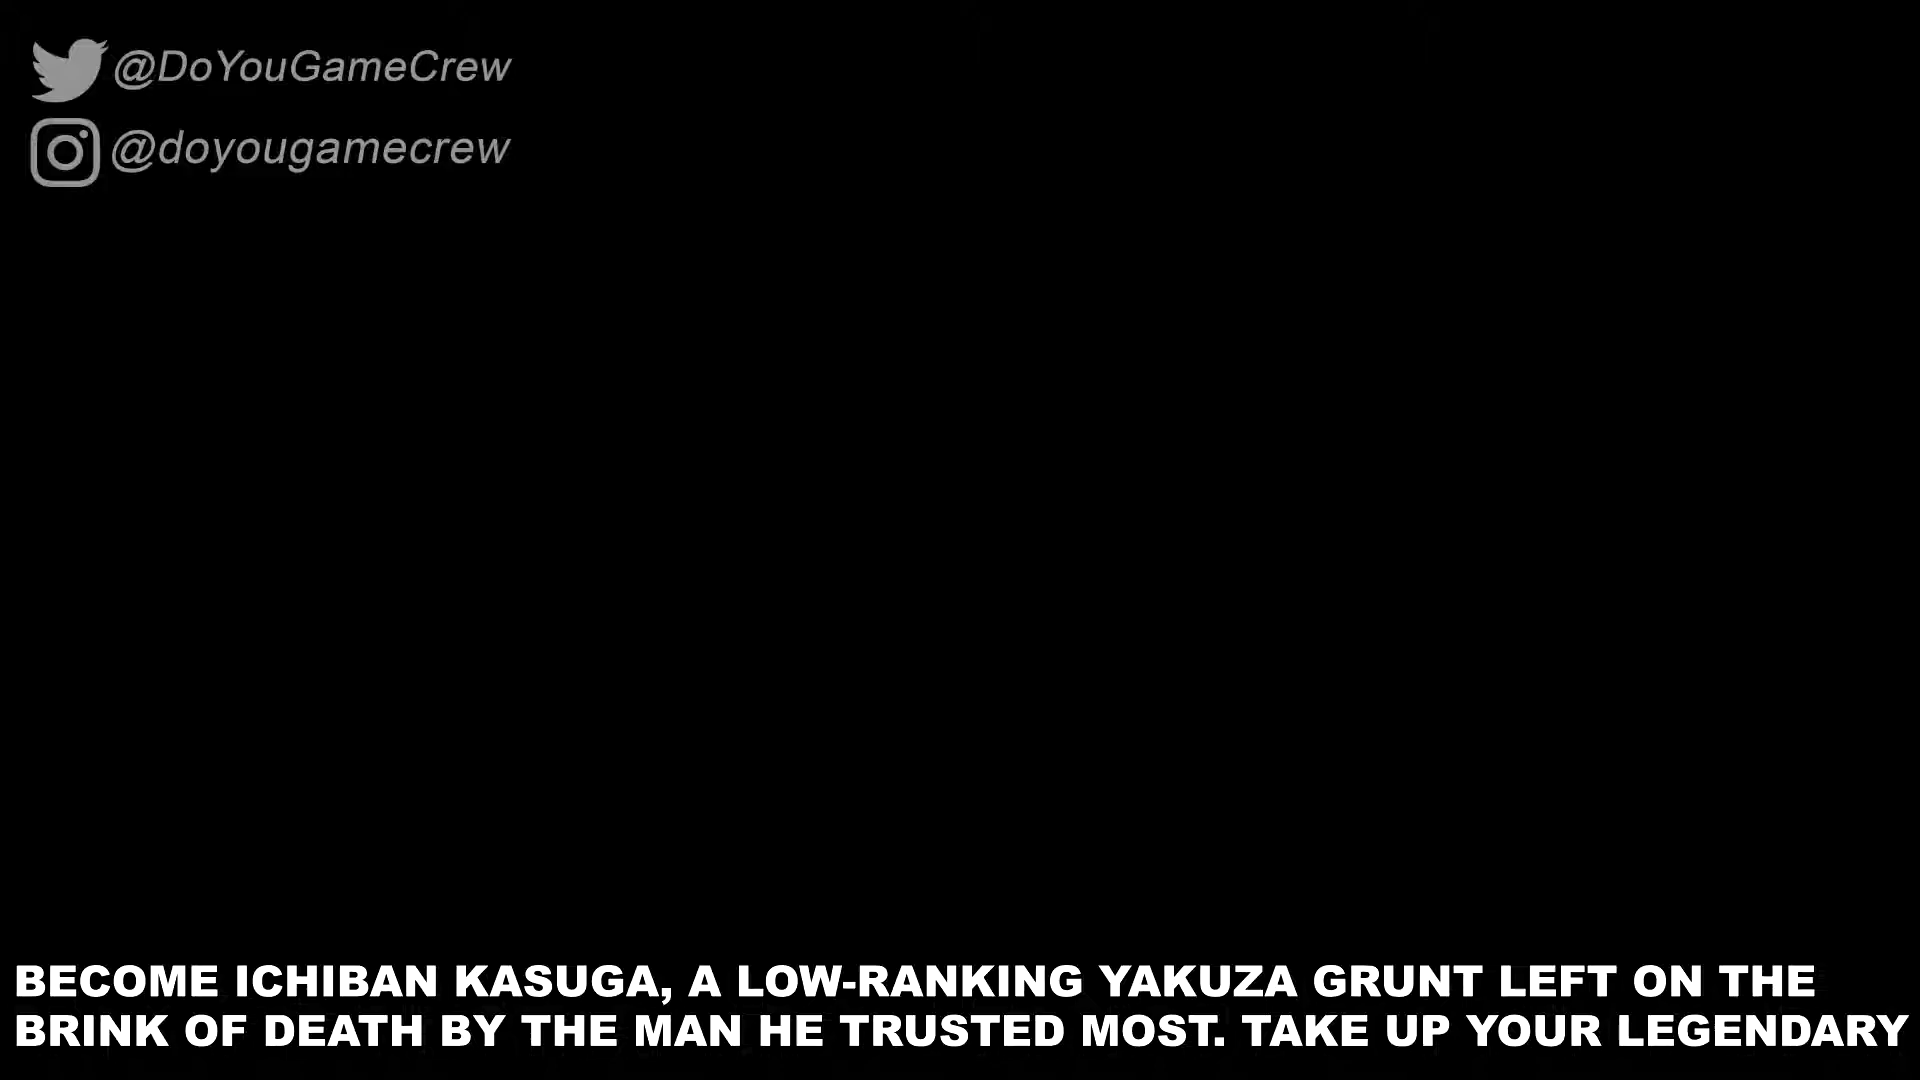 @DoYouGameCrew
@doyougamecrew
BECOME ICHIBAN KASUGA, A LOW-RANKING YAKUZA GRUNT LEFT ON THE
BRINK OF DEATH BY THE MAN HE TRUSTED MOST. TAKE UP YOUR LEGENDARY